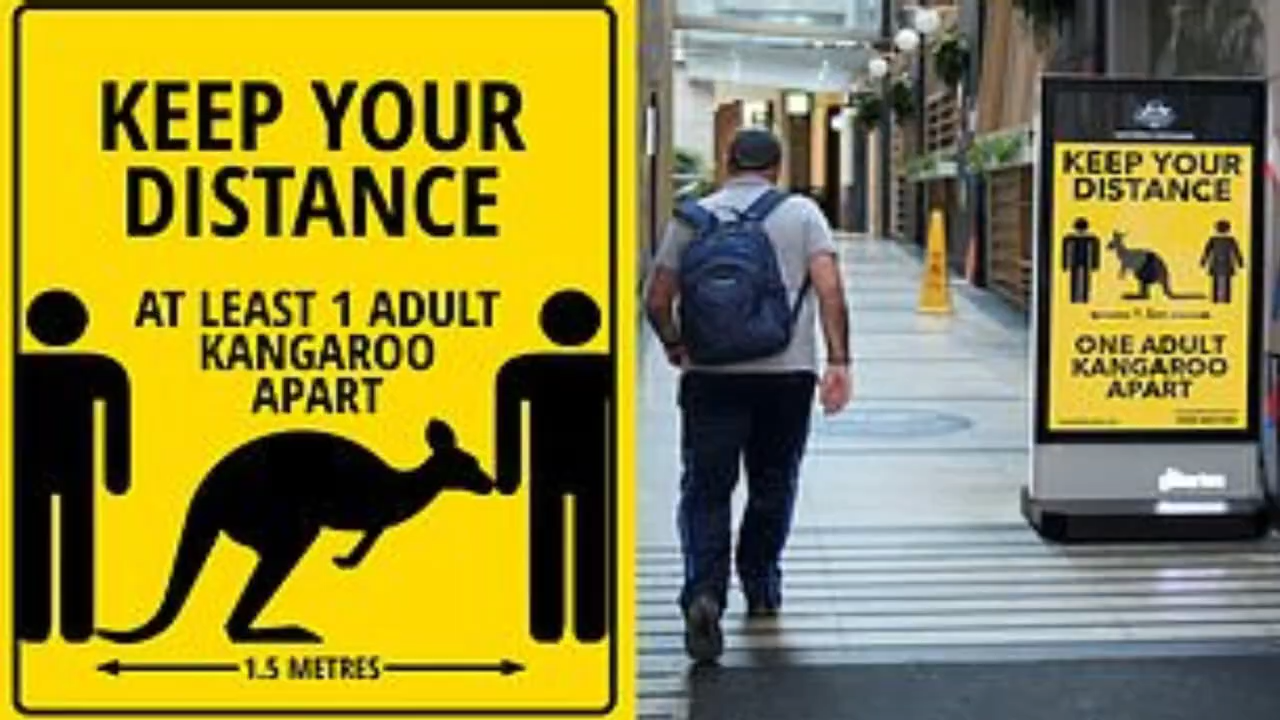 KEEP YOUR
DISTANCE
AT LEAST 1 ADULT
KANGAROO
APART
1.5 METRES
KEEP YOUR
DISTANCE
ONE ADULT
KANGAROO
APART